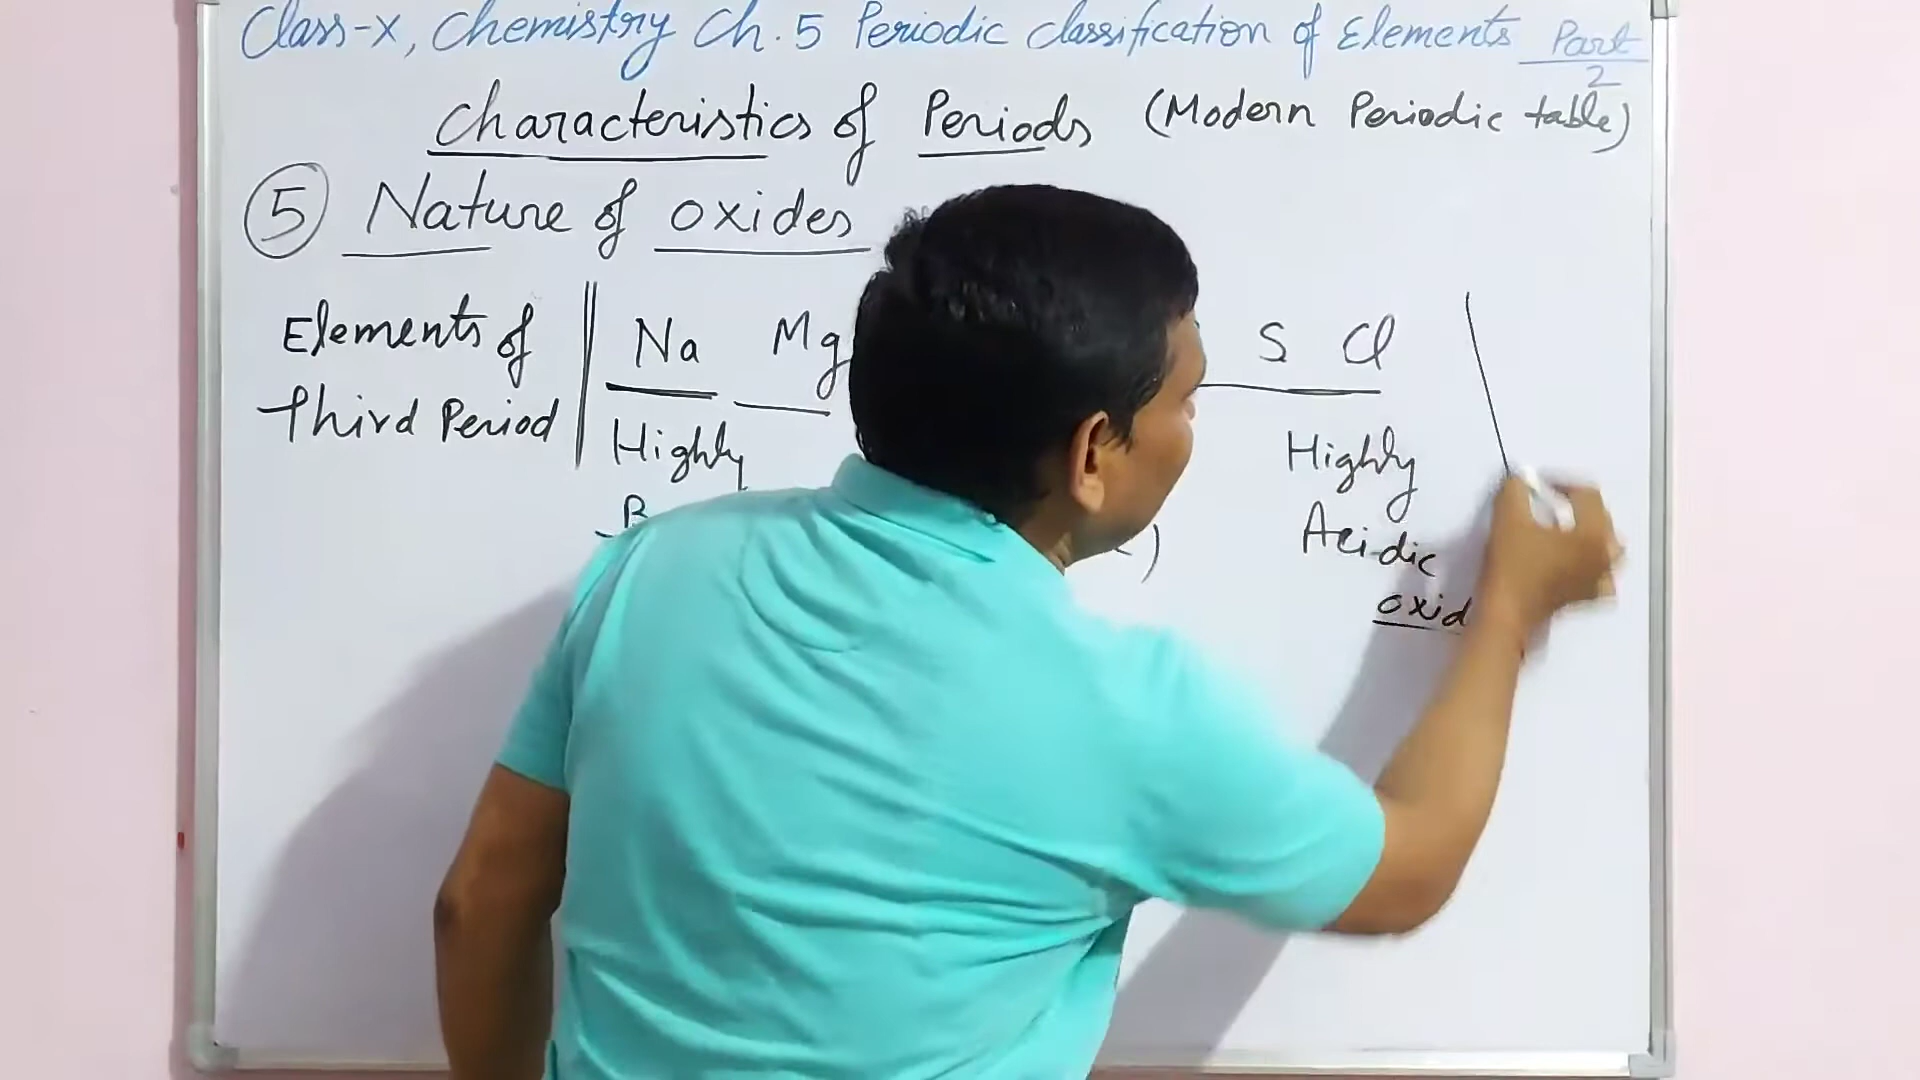 Class-X, Chemistry Ch. 5 Periodic classification of Elements Part 2
Characteristics of Periods (Modern Periodic table)
5 Nature of oxides
Elements of Third Period
Na Mg S Cl
Highly
Highly Acidic oxid